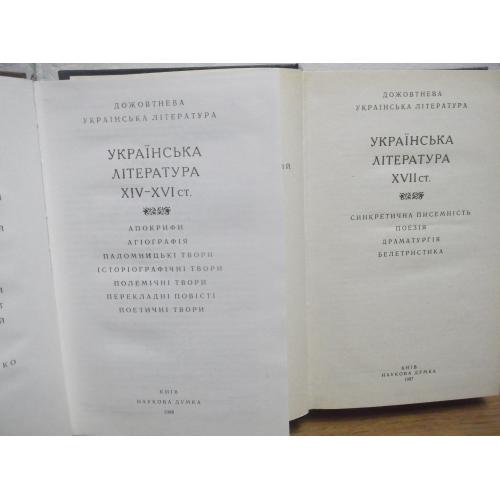 ДОЖОВТНЕВА
УКРАЇНСЬКА ЛІТЕРАТУРА
УКРАЇНСЬКА
ЛІТЕРАТУРА
XIV–XVI СТ.
АПОКРИФИ
АГІОГРАФІЯ
ПАЛОМНИЦЬКІ ТВОРИ
ІСТОРІОГРАФІЧНІ ТВОРИ
ПОЛЕМІЧНІ ТВОРИ
ПЕРЕКЛАДНІ ПОВІСТІ
ПОЕТИЧНІ ТВОРИ
КИЇВ
НАУКОВА ДУМКА
1988
ДОЖОВТНЕВА
УКРАЇНСЬКА ЛІТЕРАТУРА
УКРАЇНСЬКА
ЛІТЕРАТУРА
XVII СТ.
СИНКРЕТИЧНА ПИСЕМНІСТЬ
ПОЕЗІЯ
ДРАМАТУРГІЯ
БЕЛЕТРИСТИКА
КИЇВ
НАУКОВА ДУМКА
1987